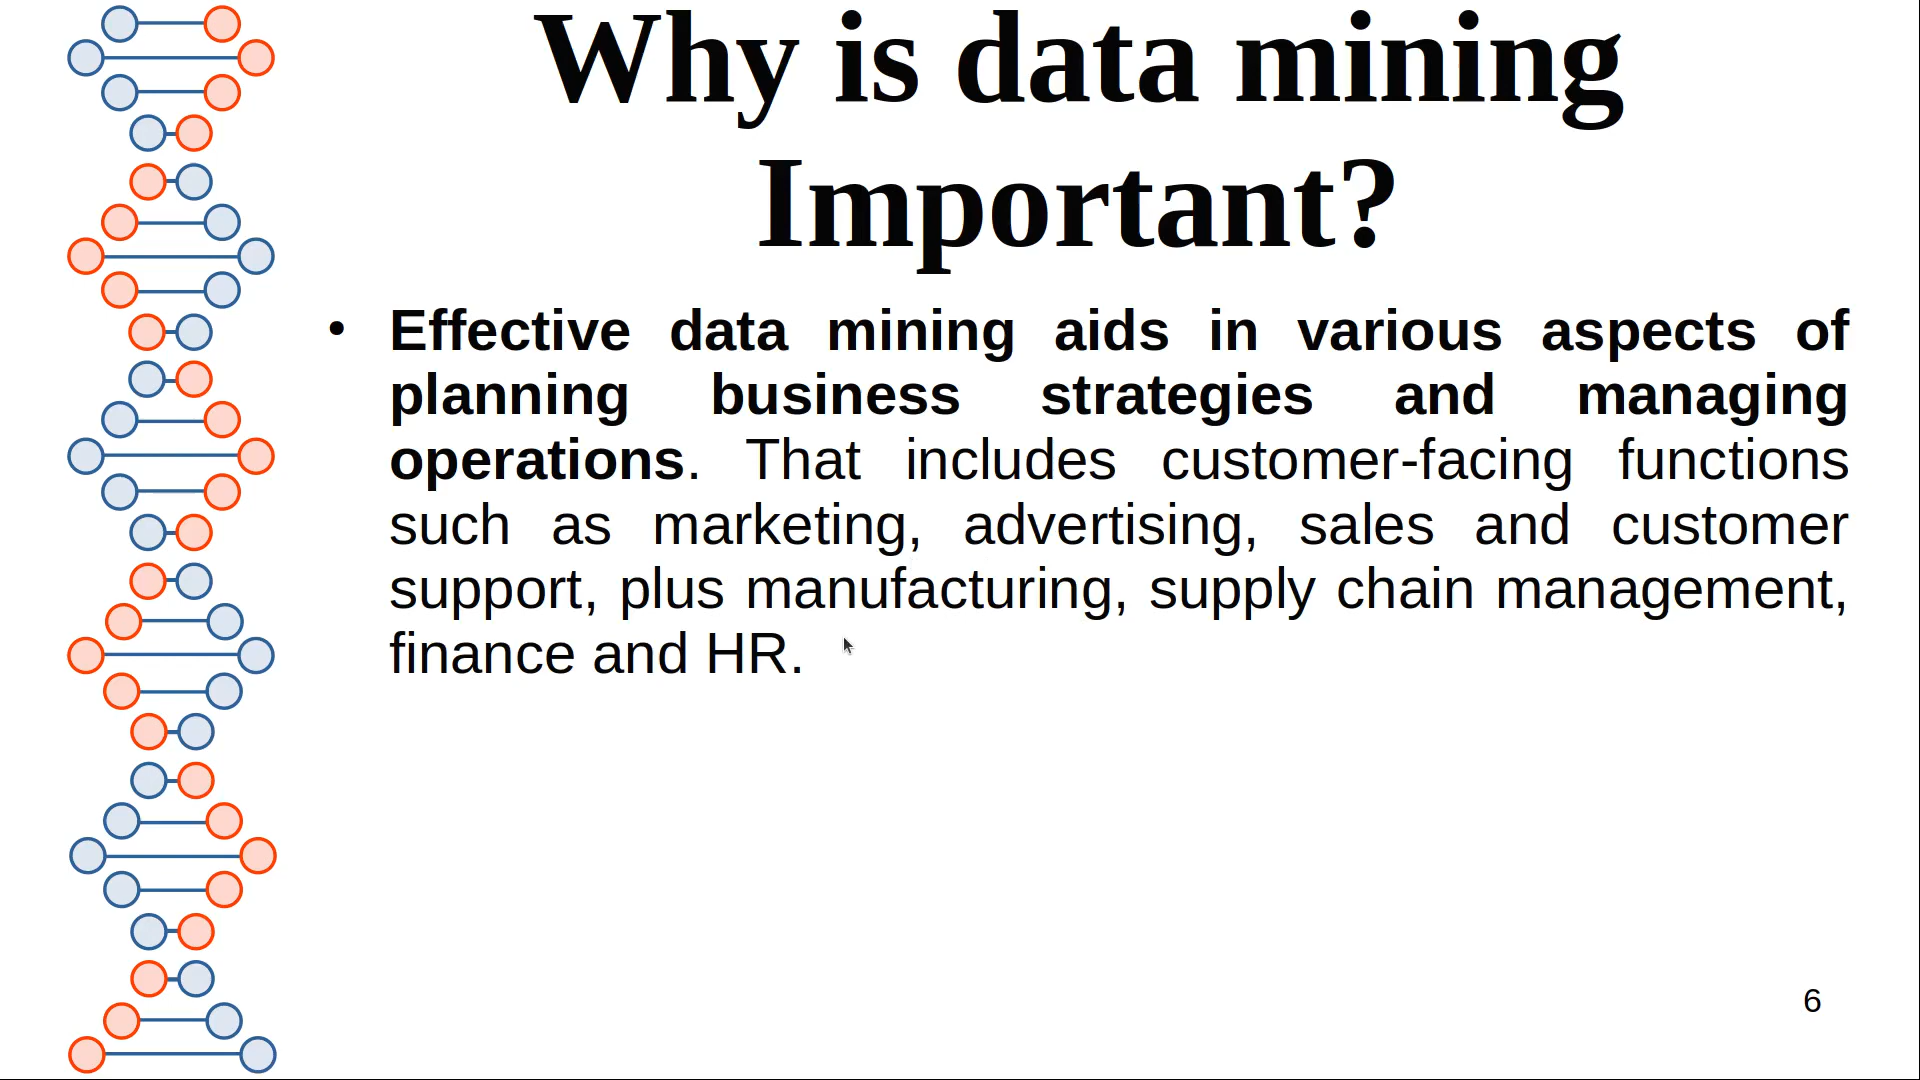 Why is data mining
Important?
• Effective data mining aids in various aspects of
planning business strategies and managing
operations. That includes customer-facing functions
such as marketing, advertising, sales and customer
support, plus manufacturing, supply chain management,
finance and HR.
6